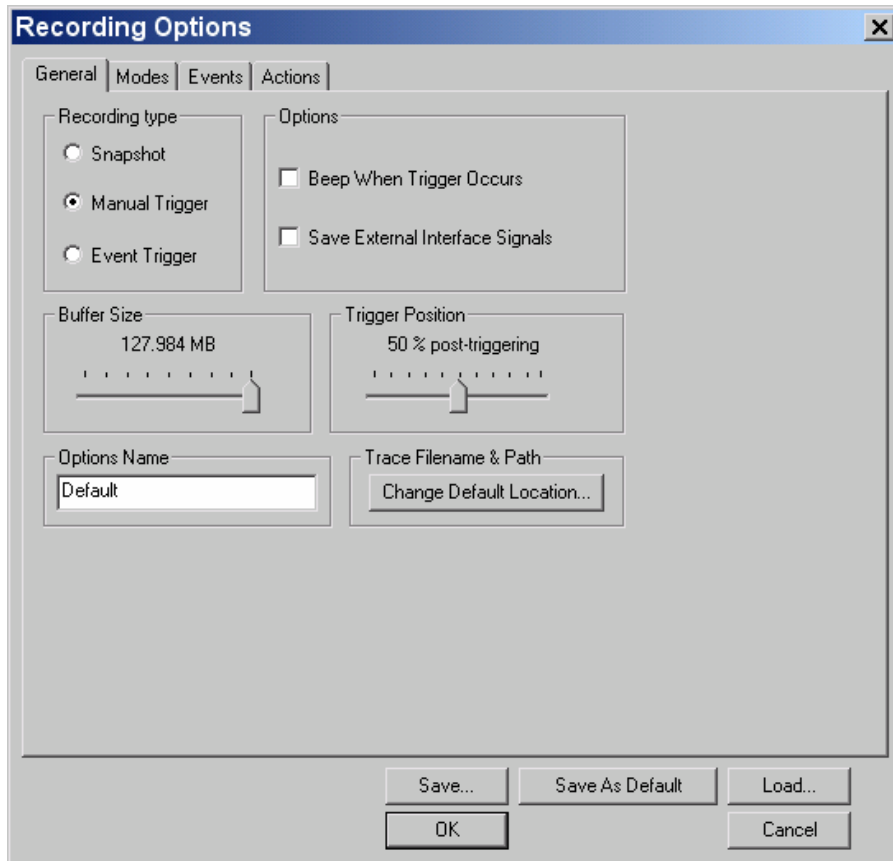 Recording Options
General Modes Events Actions
Recording type
Snapshot
Manual Trigger
Event Trigger
Options
Beep When Trigger Occurs
Save External Interface Signals
Buffer Size
127.984 MB
Trigger Position
50 % post-triggering
Options Name
Default
Trace Filename & Path
Change Default Location...
Save... Save As Default Load...
OK Cancel